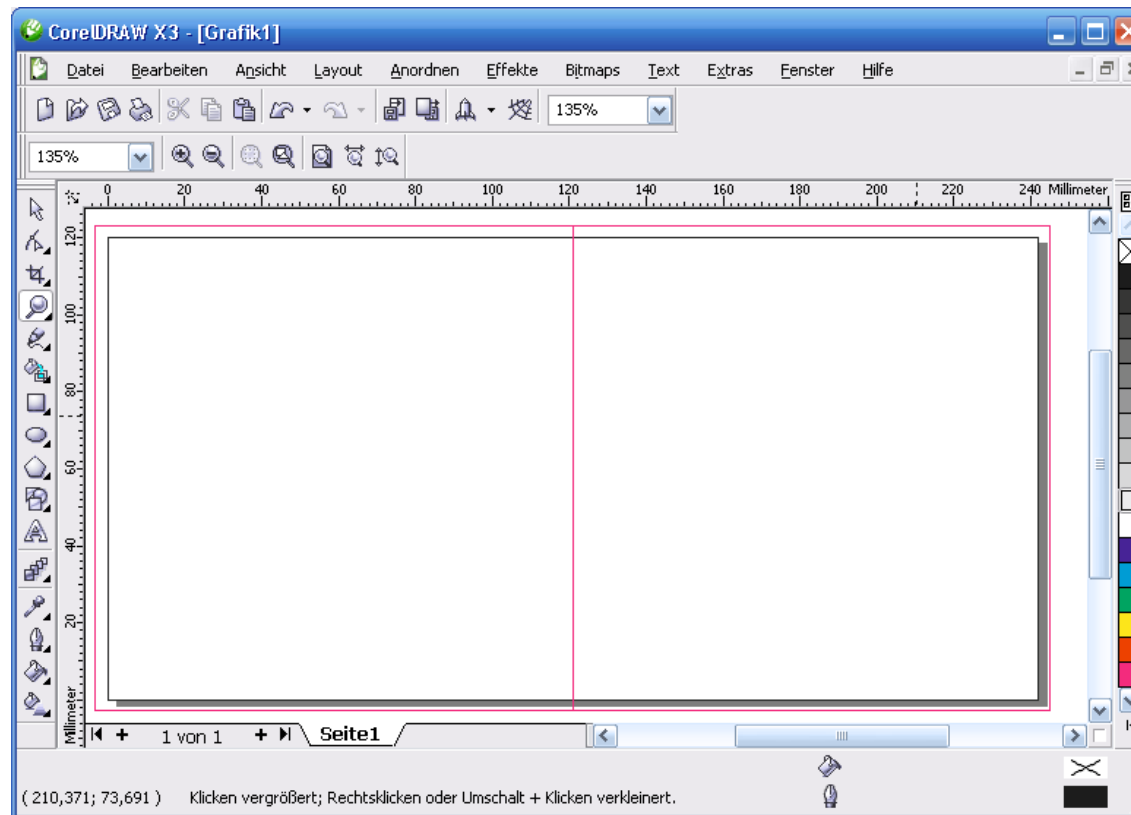 CorelDRAW X3 - [Grafik1]
Datei Bearbeiten Ansicht Layout Anordnen Effekte Bitmaps Text Extras Fenster Hilfe
135%
135%
0 20 40 60 80 100 120 140 160 180 200 220 240 Millimeter
120
100
80
60
40
20
Millimeter
1 von 1 Seite1
( 210,371; 73,691 ) Klicken vergrößert; Rechtsklicken oder Umschalt + Klicken verkleinert.